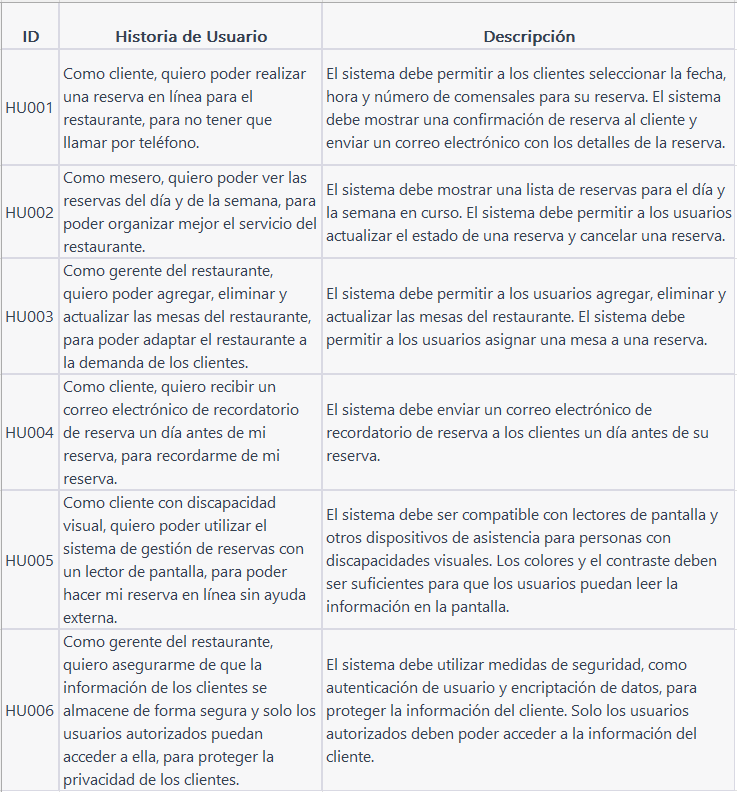 ID Historia de Usuario Descripción
HU001
Como cliente, quiero poder realizar
una reserva en línea para el
restaurante, para no tener que
llamar por teléfono.
El sistema debe permitir a los clientes seleccionar la fecha,
hora y número de comensales para su reserva. El sistema
debe mostrar una confirmación de reserva al cliente y
enviar un correo electrónico con los detalles de la reserva.
HU002
Como mesero, quiero poder ver las
reservas del día y de la semana, para
poder organizar mejor el servicio del
restaurante.
El sistema debe mostrar una lista de reservas para el día y
la semana en curso. El sistema debe permitir a los usuarios
actualizar el estado de una reserva y cancelar una reserva.
HU003
Como gerente del restaurante,
quiero poder agregar, eliminar y
actualizar las mesas del restaurante,
para poder adaptar el restaurante a
la demanda de los clientes.
El sistema debe permitir a los usuarios agregar, eliminar y
actualizar las mesas del restaurante. El sistema debe
permitir a los usuarios asignar una mesa a una reserva.
HU004
Como cliente, quiero recibir un
correo electrónico de recordatorio
de reserva un día antes de mi
reserva, para recordarme de mi
reserva.
El sistema debe enviar un correo electrónico de
recordatorio de reserva a los clientes un día antes de su
reserva.
HU005
Como cliente con discapacidad
visual, quiero poder utilizar el
sistema de gestión de reservas con
un lector de pantalla, para poder
hacer mi reserva en línea sin ayuda
externa.
El sistema debe ser compatible con lectores de pantalla y
otros dispositivos de asistencia para personas con
discapacidades visuales. Los colores y el contraste deben
ser suficientes para que los usuarios puedan leer la
información en la pantalla.
HU006
Como gerente del restaurante,
quiero asegurarme de que la
información de los clientes se
almacene de forma segura y solo los
usuarios autorizados puedan
acceder a ella, para proteger la
privacidad de los clientes.
El sistema debe utilizar medidas de seguridad, como
autenticación de usuario y encriptación de datos, para
proteger la información del cliente. Solo los usuarios
autorizados deben poder acceder a la información del
cliente.